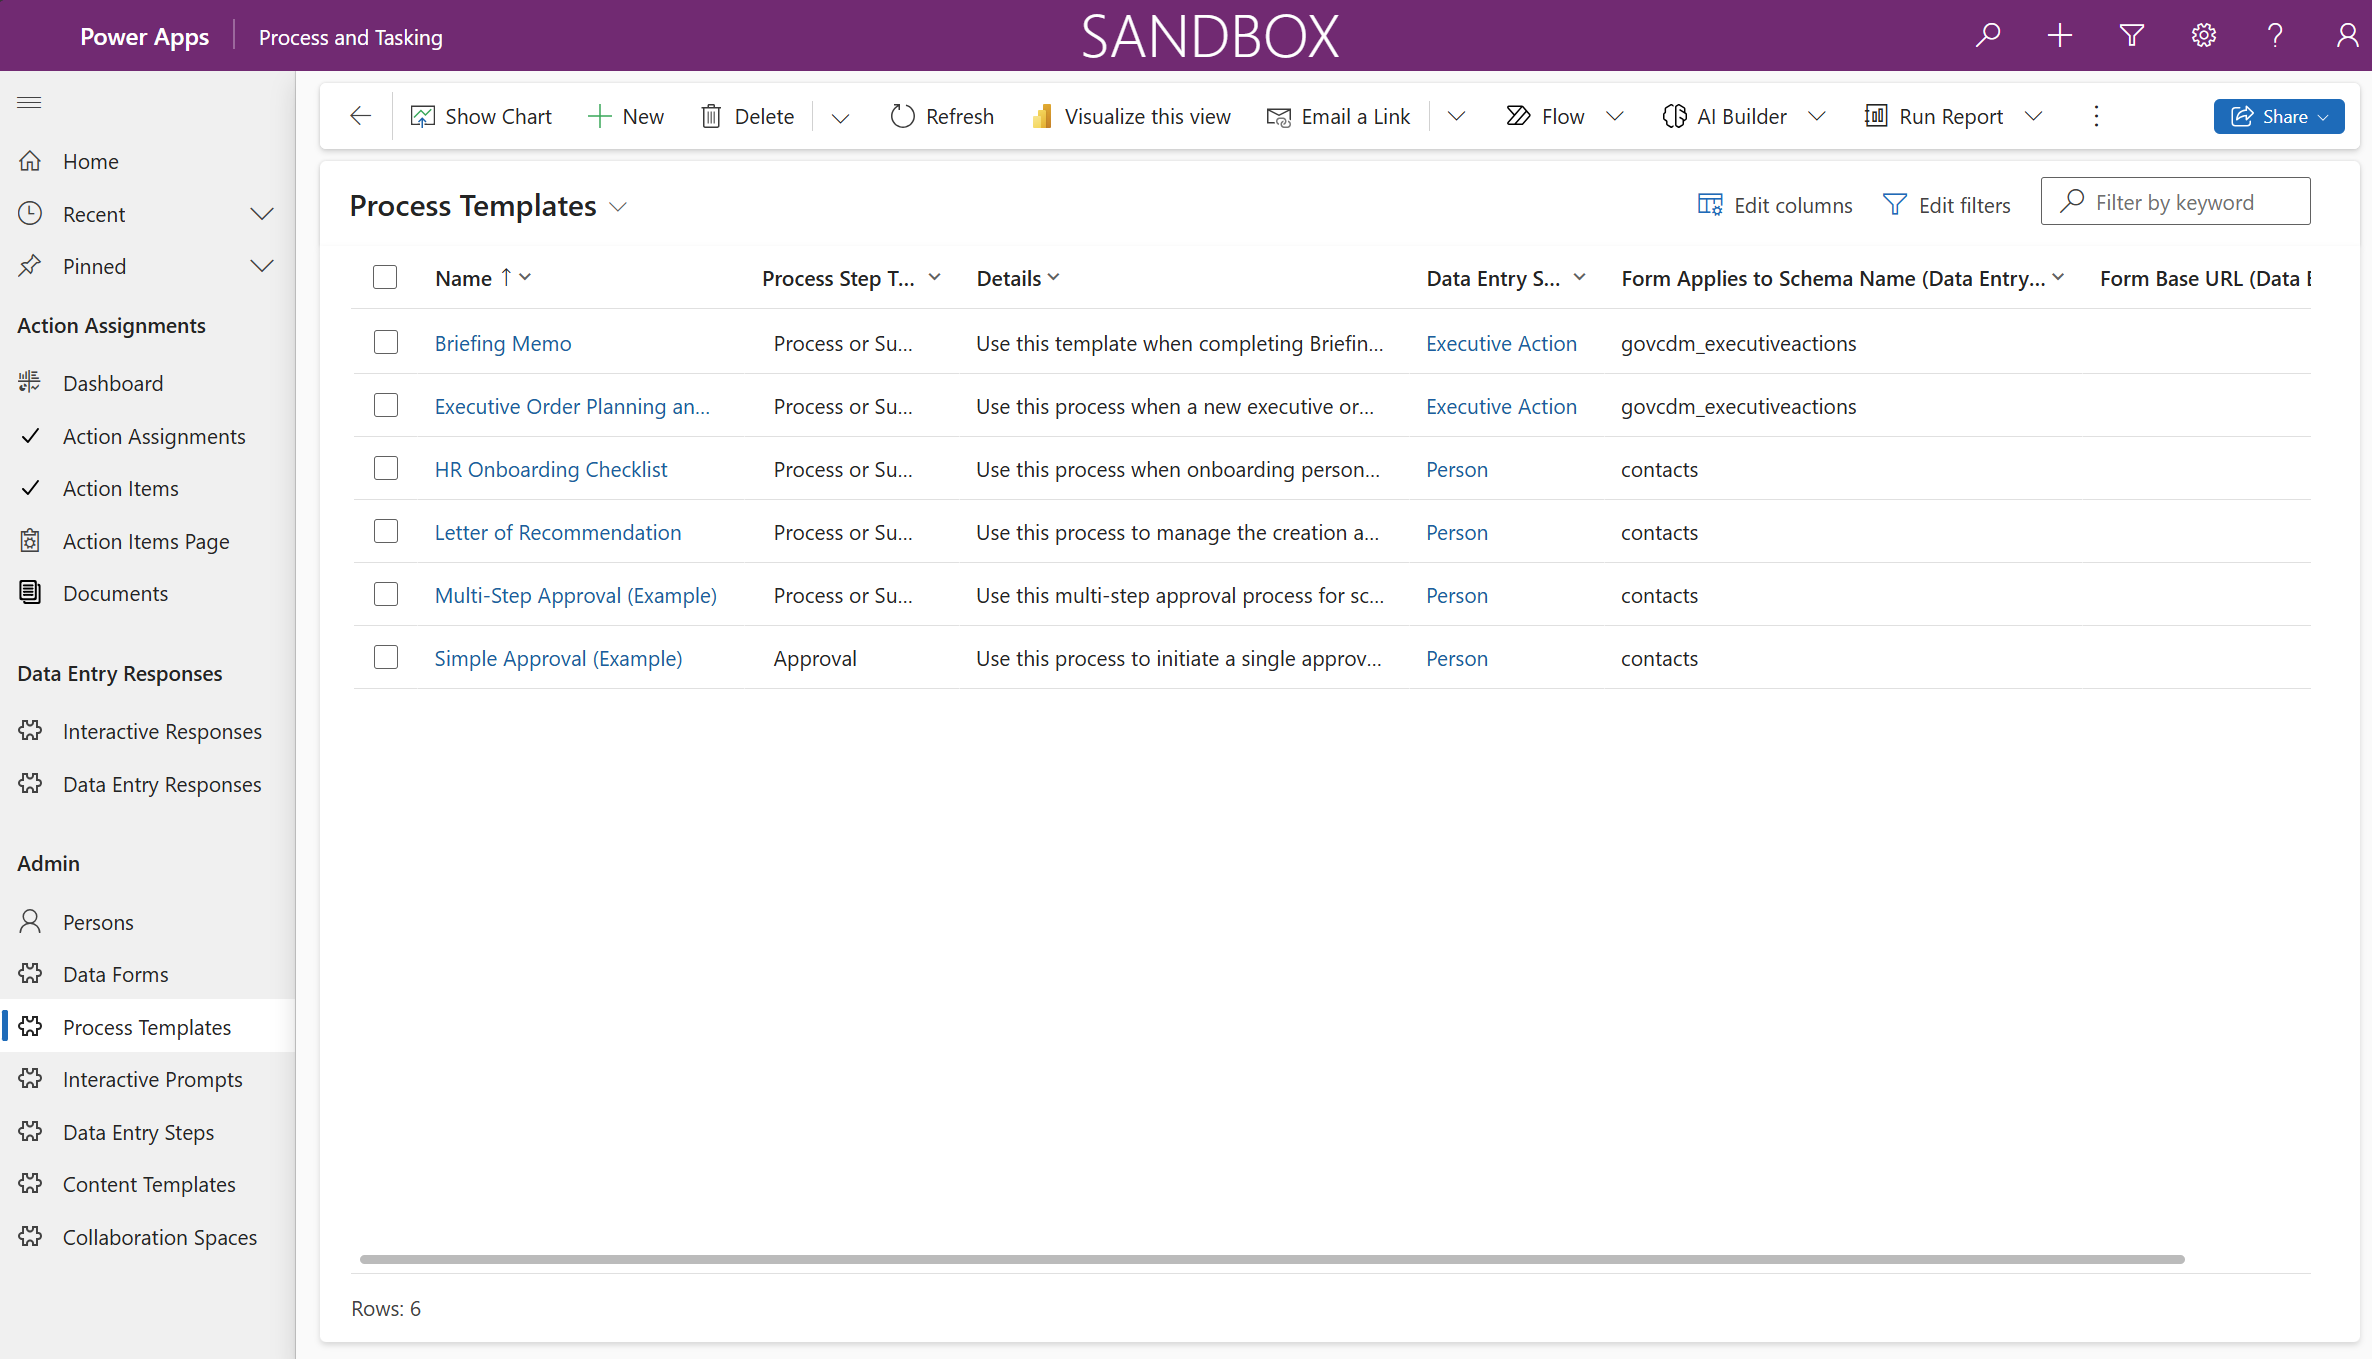 Power Apps
Process and Tasking
SANDBOX
Show Chart
New
Delete
Refresh
Visualize this view
Email a Link
Flow
AI Builder
Run Report
Share
Home
Recent
Pinned
Action Assignments
Dashboard
Action Assignments
Action Items
Action Items Page
Documents
Data Entry Responses
Interactive Responses
Data Entry Responses
Admin
Persons
Data Forms
Process Templates
Interactive Prompts
Data Entry Steps
Content Templates
Collaboration Spaces
Process Templates
Edit columns
Edit filters
Filter by keyword
Name ↑ Process Step T... Details Data Entry S... Form Applies to Schema Name (Data Entry... Form Base URL (Data E
Briefing Memo Process or Su... Use this template when completing Briefin... Executive Action govcdm_executiveactions
Executive Order Planning an... Process or Su... Use this process when a new executive or... Executive Action govcdm_executiveactions
HR Onboarding Checklist Process or Su... Use this process when onboarding person... Person contacts
Letter of Recommendation Process or Su... Use this process to manage the creation a... Person contacts
Multi-Step Approval (Example) Process or Su... Use this multi-step approval process for sc... Person contacts
Simple Approval (Example) Approval Use this process to initiate a single approv... Person contacts
Rows: 6